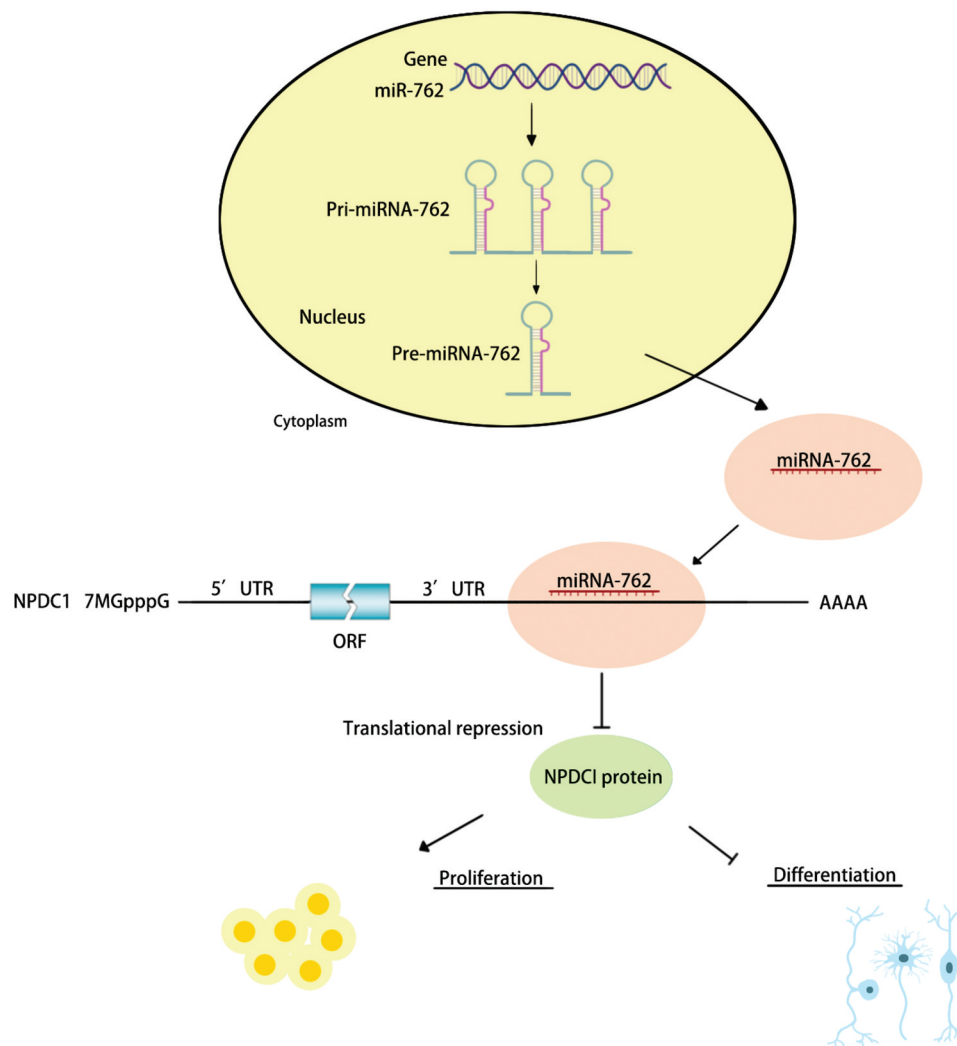 Gene
miR-762
Pri-miRNA-762
Nucleus
Pre-miRNA-762
Cytoplasm
miRNA-762
miRNA-762
NPDC1 7MGpppG 5′ UTR 3′ UTR AAAA
ORF
Translational repression
NPDCI protein
Proliferation
Differentiation